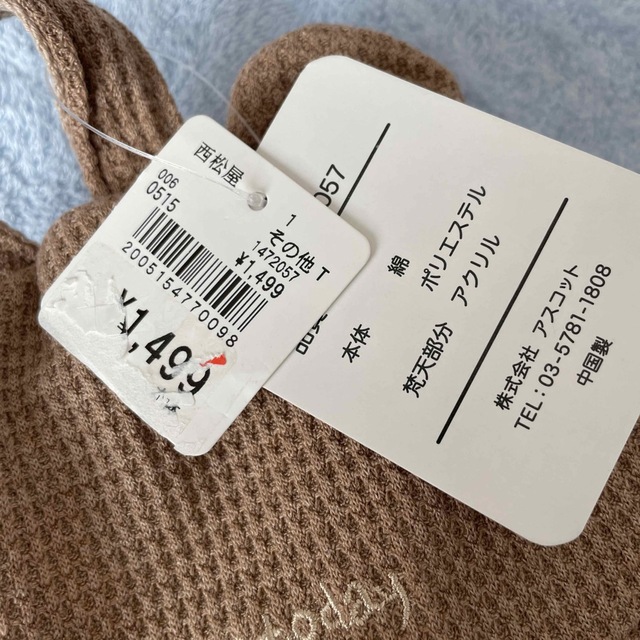 西松屋
006
0515
1
その他 T
1472057
¥1,499
2005154770098
¥1,499
057
本体
綿
ポリエステル
梵天部分 アクリル
株式会社 アスコット
TEL : 03-5781-1808
中国製
today